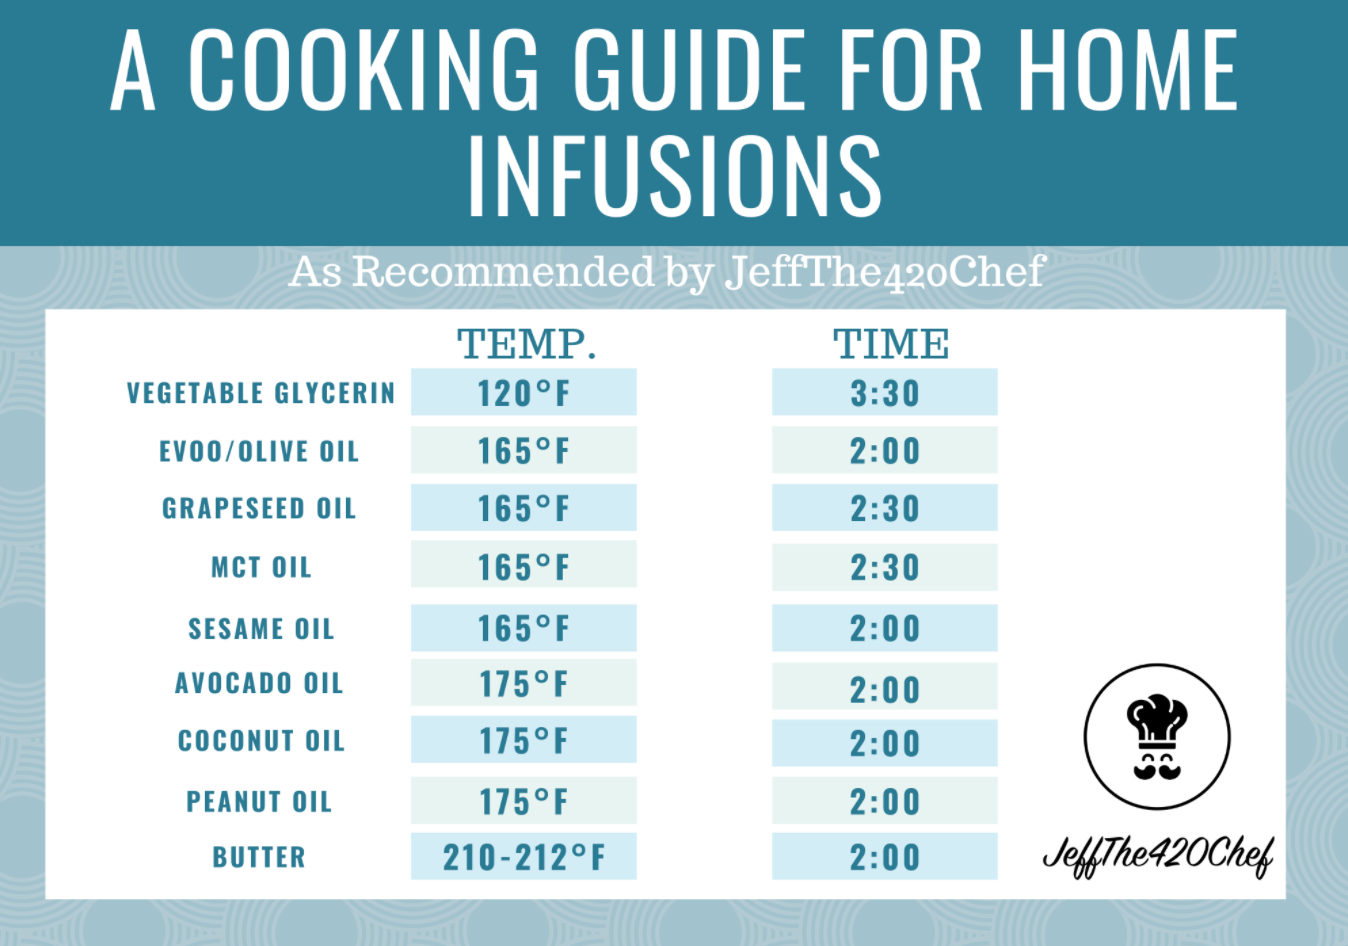 A COOKING GUIDE FOR HOME
INFUSIONS
As Recommended by JeffThe420Chef
TEMP. TIME
VEGETABLE GLYCERIN 120°F 3:30
EVOO/OLIVE OIL 165°F 2:00
GRAPESEED OIL 165°F 2:30
MCT OIL 165°F 2:30
SESAME OIL 165°F 2:00
AVOCADO OIL 175°F 2:00
COCONUT OIL 175°F 2:00
PEANUT OIL 175°F 2:00
BUTTER 210-212°F 2:00
JeffThe420Chef